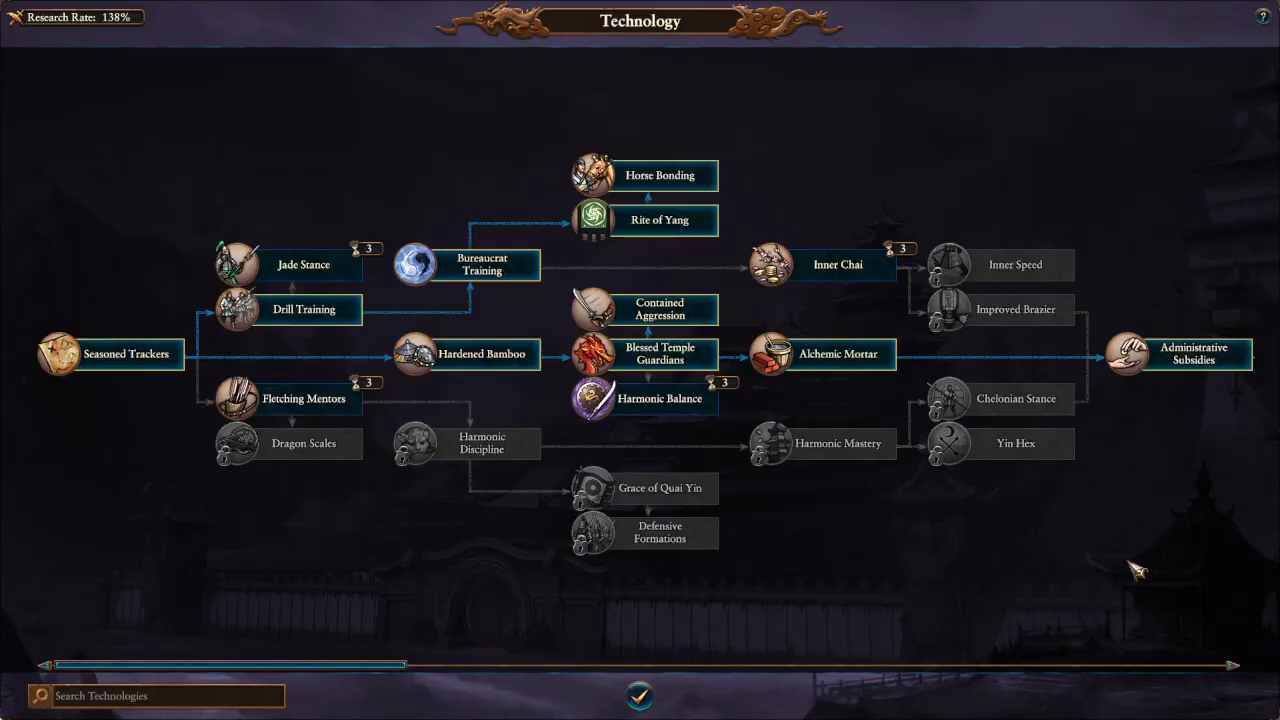 Research Rate: 138%
Technology
?
Horse Bonding
Rite of Yang
3
Jade Stance
Bureaucrat
Training
3
Inner Chai
Inner Speed
Drill Training
Contained
Aggression
Improved Brazier
Seasoned Trackers
Hardened Bamboo
Blessed Temple
Guardians
Alchemic Mortar
Administrative
Subsidies
3
Fletching Mentors
3
Harmonic Balance
Chelonian Stance
Dragon Scales
Harmonic
Discipline
Harmonic Mastery
Yin Hex
Grace of Quai Yin
Defensive
Formations
Search Technologies